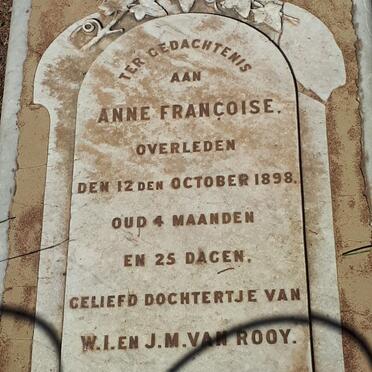 TER GEDACHTENIS
AAN
ANNE FRANÇOISE.
OVERLEDEN
DEN 12 DEN OCTOBER 1898.
OUD 4 MAANDEN
EN 25 DAGEN.
GELIEFD DOCHTERTJE VAN
W.I. EN J.M. VAN ROOY.